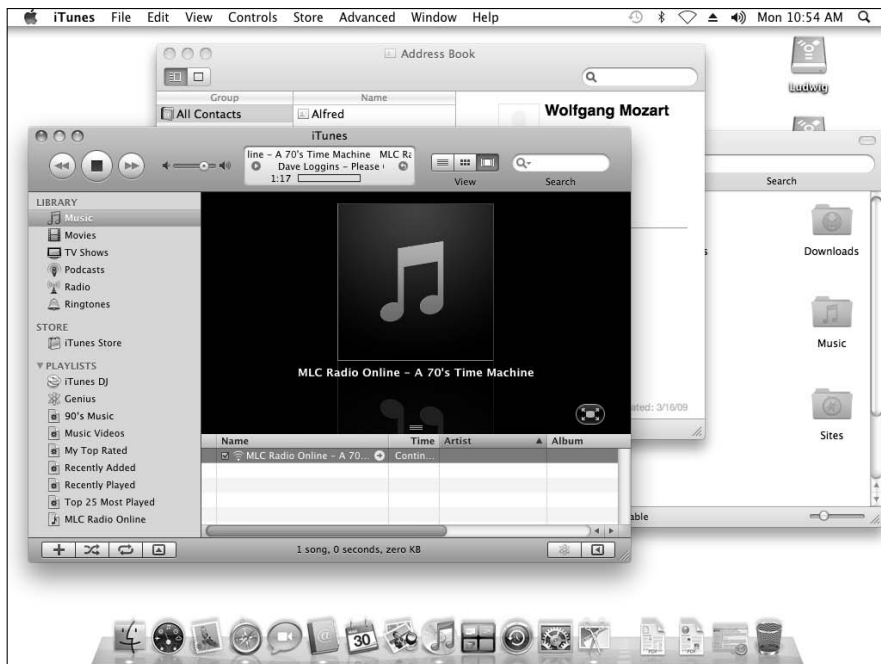 iTunes File Edit View Controls Store Advanced Window Help Mon 10:54 AM
Address Book
Ludwig
Group Name
All Contacts Alfred
Wolfgang Mozart
iTunes
line – A 70's Time Machine MLC Ra
Dave Loggins – Please
1:17
View Search
Search
LIBRARY
Music
Movies
TV Shows
Podcasts
Radio
Ringtones
STORE
iTunes Store
PLAYLISTS
iTunes DJ
Genius
90's Music
Music Videos
My Top Rated
Recently Added
Recently Played
Top 25 Most Played
MLC Radio Online
MLC Radio Online – A 70's Time Machine
Name Time Artist Album
MLC Radio Online – A 70... Contin...
1 song, 0 seconds, zero KB
ated: 3/16/09
s
Downloads
Music
Sites
able
30
PDF
PDF